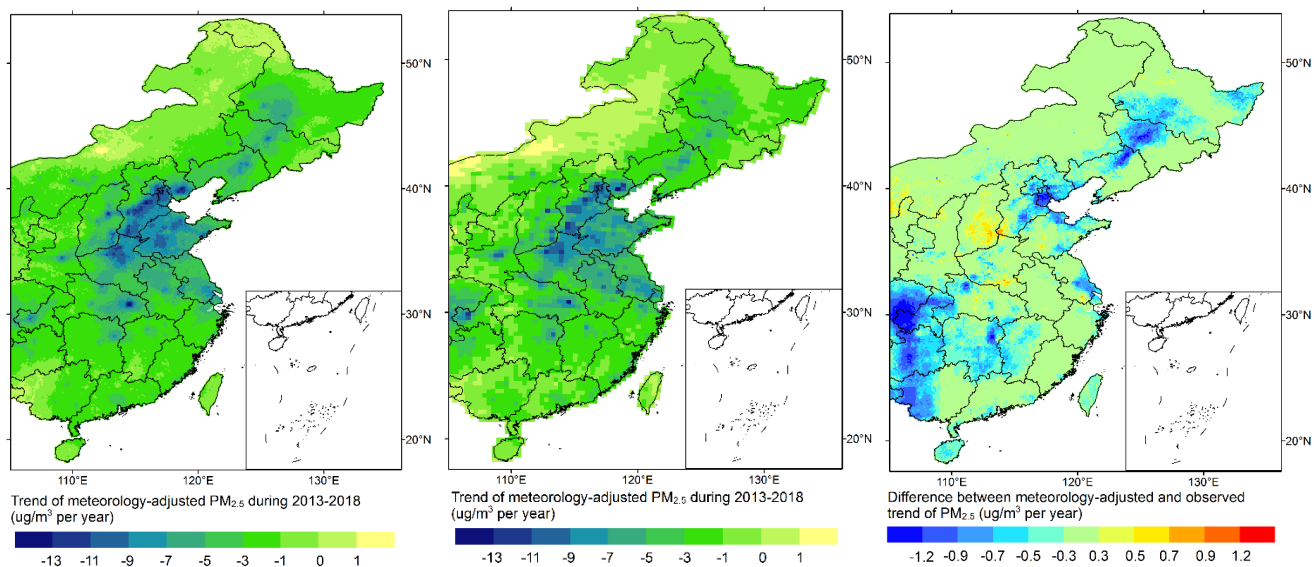 50°N
40°N
30°N
20°N
110°E 120°E 130°E
Trend of meteorology-adjusted PM2.5 during 2013-2018
(ug/m³ per year)
-13 -11 -9 -7 -5 -3 -1 0 1
50°N
40°N
30°N
20°N
110°E 120°E 130°E
Trend of meteorology-adjusted PM2.5 during 2013-2018
(ug/m³ per year)
-13 -11 -9 -7 -5 -3 -1 0 1
50°N
40°N
30°N
20°N
110°E 120°E 130°E
Difference between meteorology-adjusted and observed
trend of PM2.5 (ug/m³ per year)
-1.2 -0.9 -0.7 -0.5 -0.3 0.3 0.5 0.7 0.9 1.2